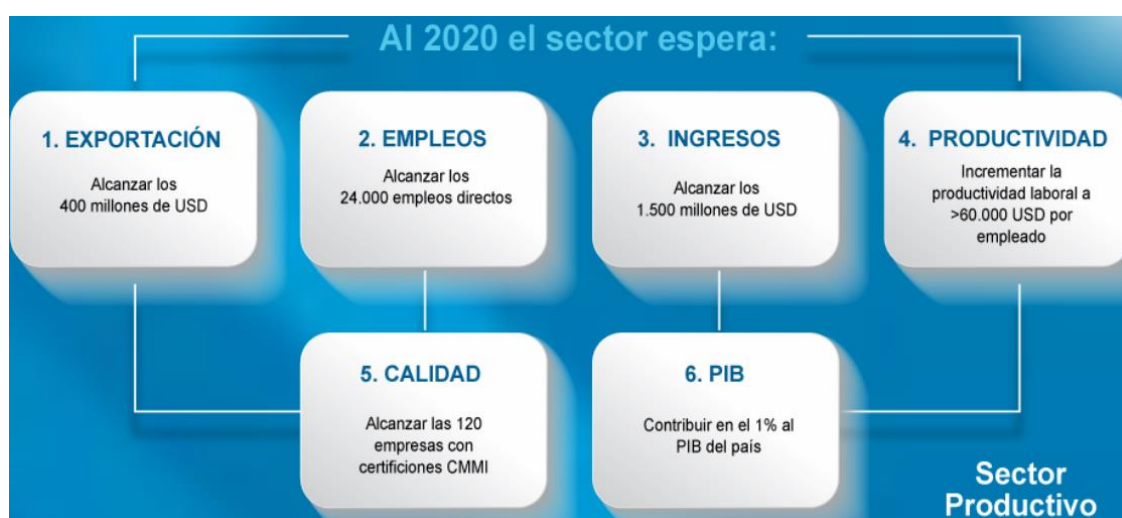 Al 2020 el sector espera:
1. EXPORTACIÓN
Alcanzar los
400 millones de USD
2. EMPLEOS
Alcanzar los
24.000 empleos directos
3. INGRESOS
Alcanzar los
1.500 millones de USD
4. PRODUCTIVIDAD
Incrementar la
productividad laboral a
>60.000 USD por
empleado
5. CALIDAD
Alcanzar las 120
empresas con
certificiones CMMI
6. PIB
Contribuir en el 1% al
PIB del país
Sector
Productivo